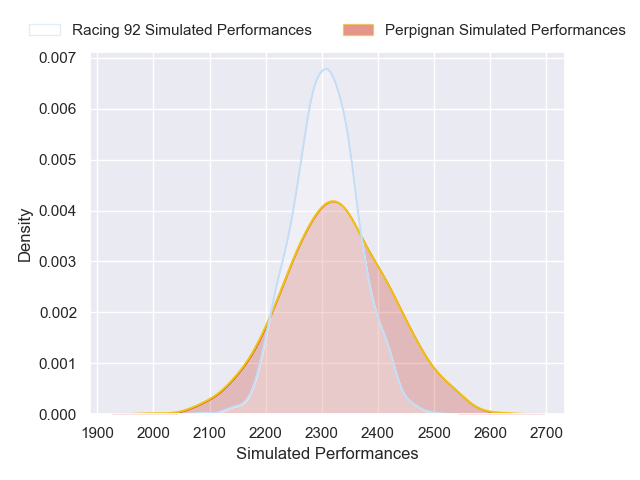 Racing 92 Simulated Performances
Perpignan Simulated Performances
0.007
0.006
0.005
0.004
0.003
0.002
0.001
0.000
Density
1900 2000 2100 2200 2300 2400 2500 2600 2700
Simulated Performances